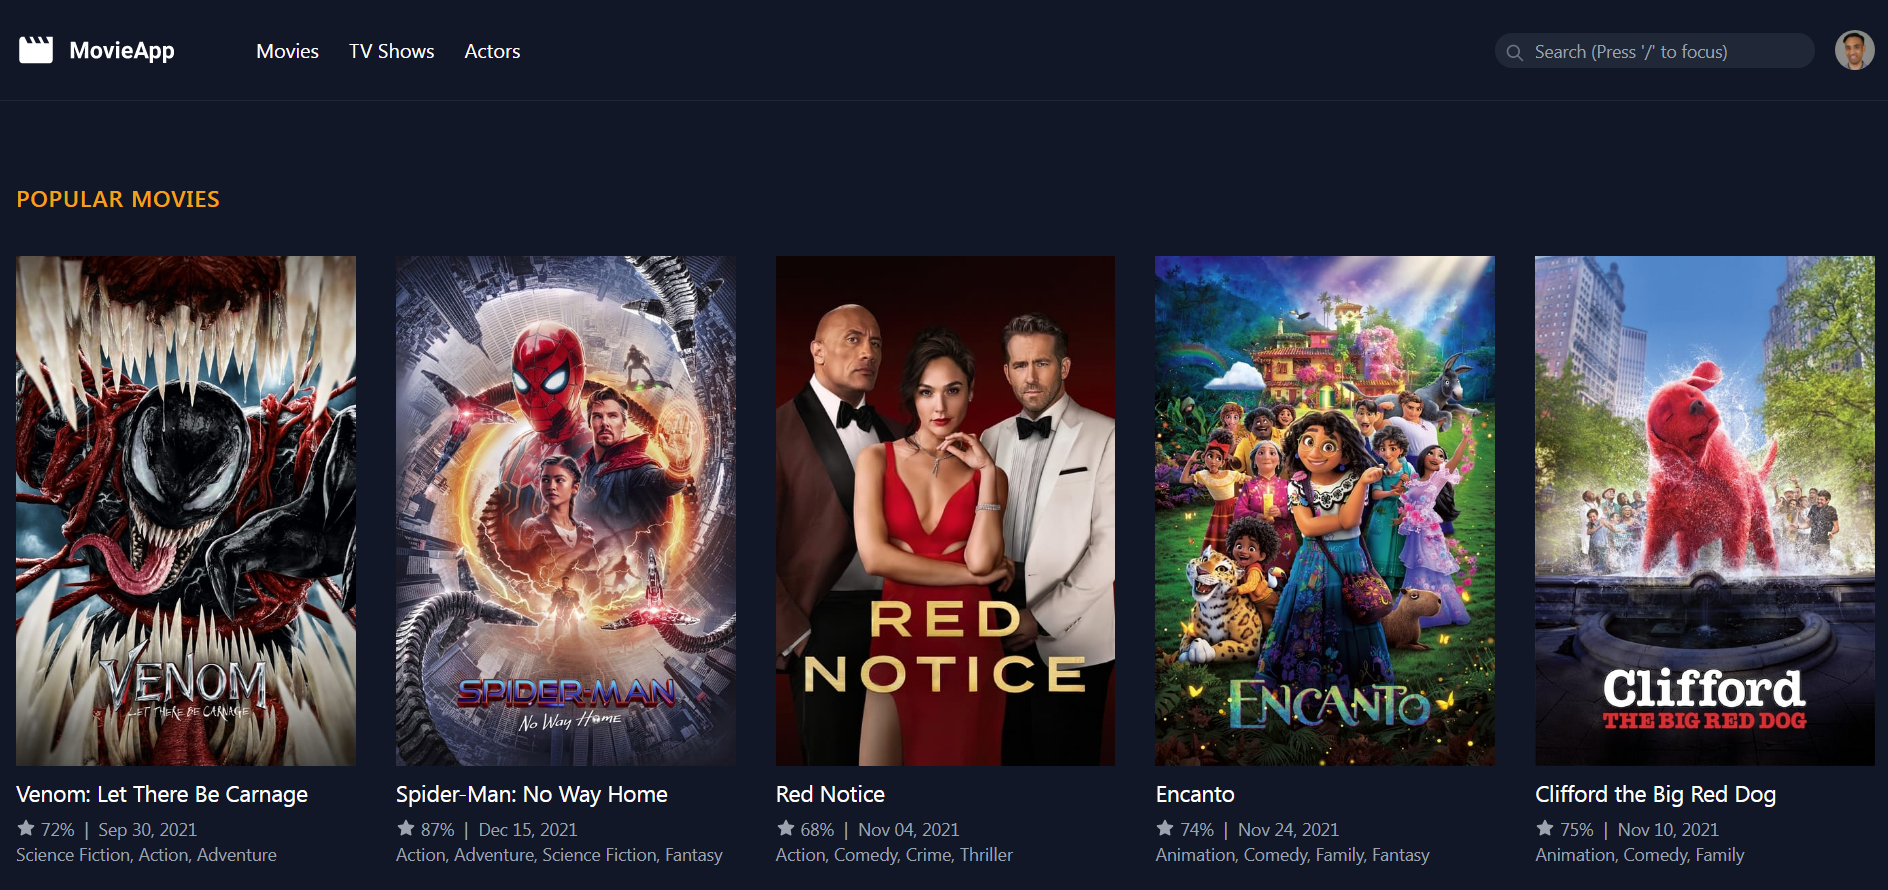 MovieApp
Movies
TV Shows
Actors
Search (Press '/' to focus)
POPULAR MOVIES
VENOM
LET THERE BE CARNAGE
SPIDER-MAN
No Way Home
RED
NOTICE
ENCANTO
Clifford
THE BIG RED DOG
Venom: Let There Be Carnage
72% | Sep 30, 2021
Science Fiction, Action, Adventure
Spider-Man: No Way Home
87% | Dec 15, 2021
Action, Adventure, Science Fiction, Fantasy
Red Notice
68% | Nov 04, 2021
Action, Comedy, Crime, Thriller
Encanto
74% | Nov 24, 2021
Animation, Comedy, Family, Fantasy
Clifford the Big Red Dog
75% | Nov 10, 2021
Animation, Comedy, Family